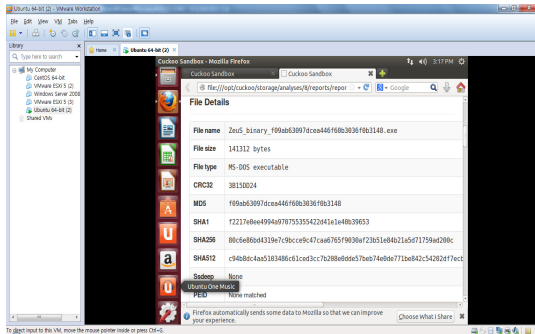 Ubuntu 64-bit (2) - VMware Workstation
File Edit View VM Tabs Help
Library
Type here to search
My Computer
CentOS 64-bit
VMware ESXi 5 (2)
Windows Server 2008
VMware ESXi 5 (3)
Ubuntu 64-bit (2)
Shared VMs
Home
Ubuntu 64-bit (2)
Cuckoo Sandbox - Mozilla Firefox
3:17 PM
Cuckoo Sandbox
Cuckoo Sandbox
file:///opt/cuckoo/storage/analyses/8/reports/repor
Google
File Details
File name ZeuS_binary_f09ab63097dcea446f68b3036f0b3148.exe
File size 141312 bytes
File type MS-DOS executable
CRC32 3B15DD24
MD5
SHA1
SHA256
SHA512
Ssdeep None
PEiD None matched
Ubuntu One Music
Firefox automatically sends some data to Mozilla so that we can improve
your experience.
Choose What I Share
To direct input to this VM, move the mouse pointer inside or press Ctrl+G.